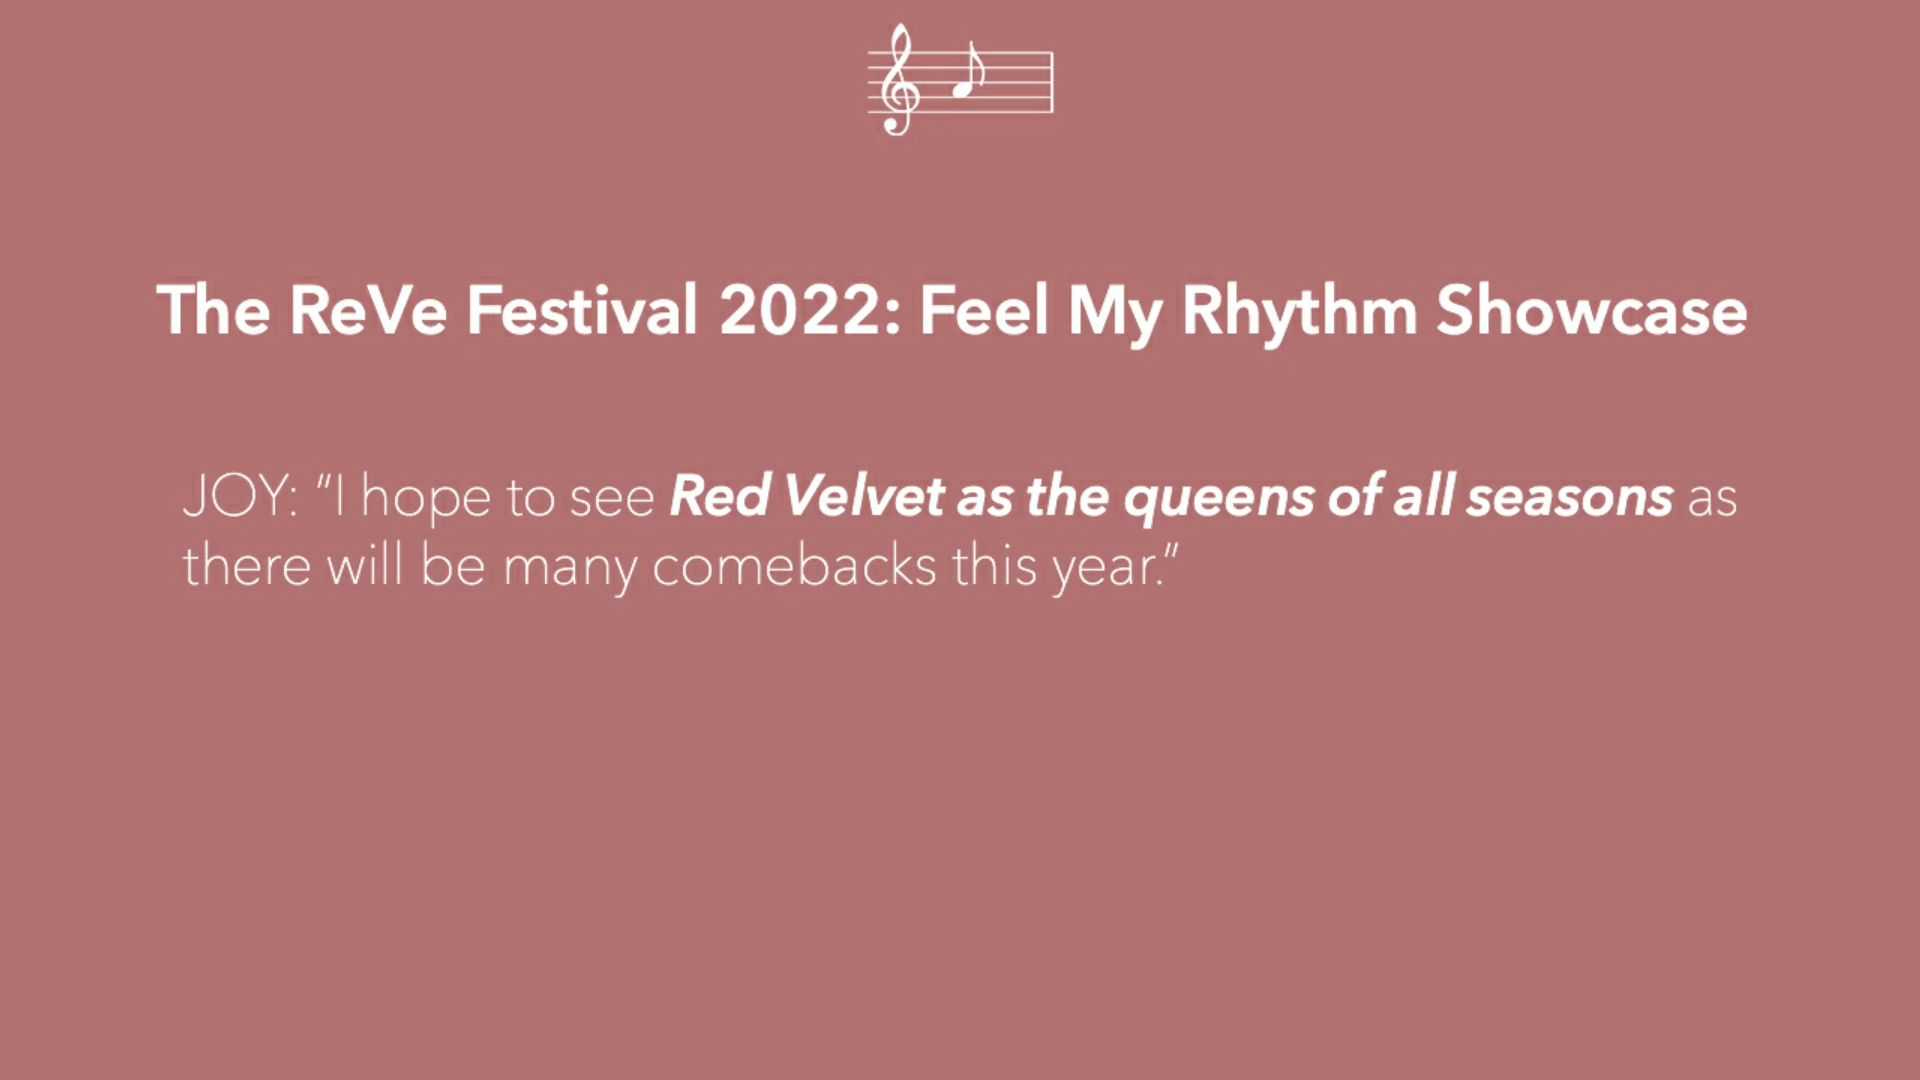 The ReVe Festival 2022: Feel My Rhythm Showcase
JOY: “I hope to see Red Velvet as the queens of all seasons as
there will be many comebacks this year.”